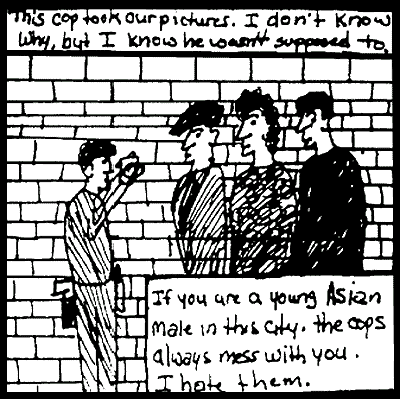 This cop took our pictures. I don't know
why, but I know he wasn't supposed to.
If you are a young Asian
male in this city. the cops
always mess with you.
I hate them.